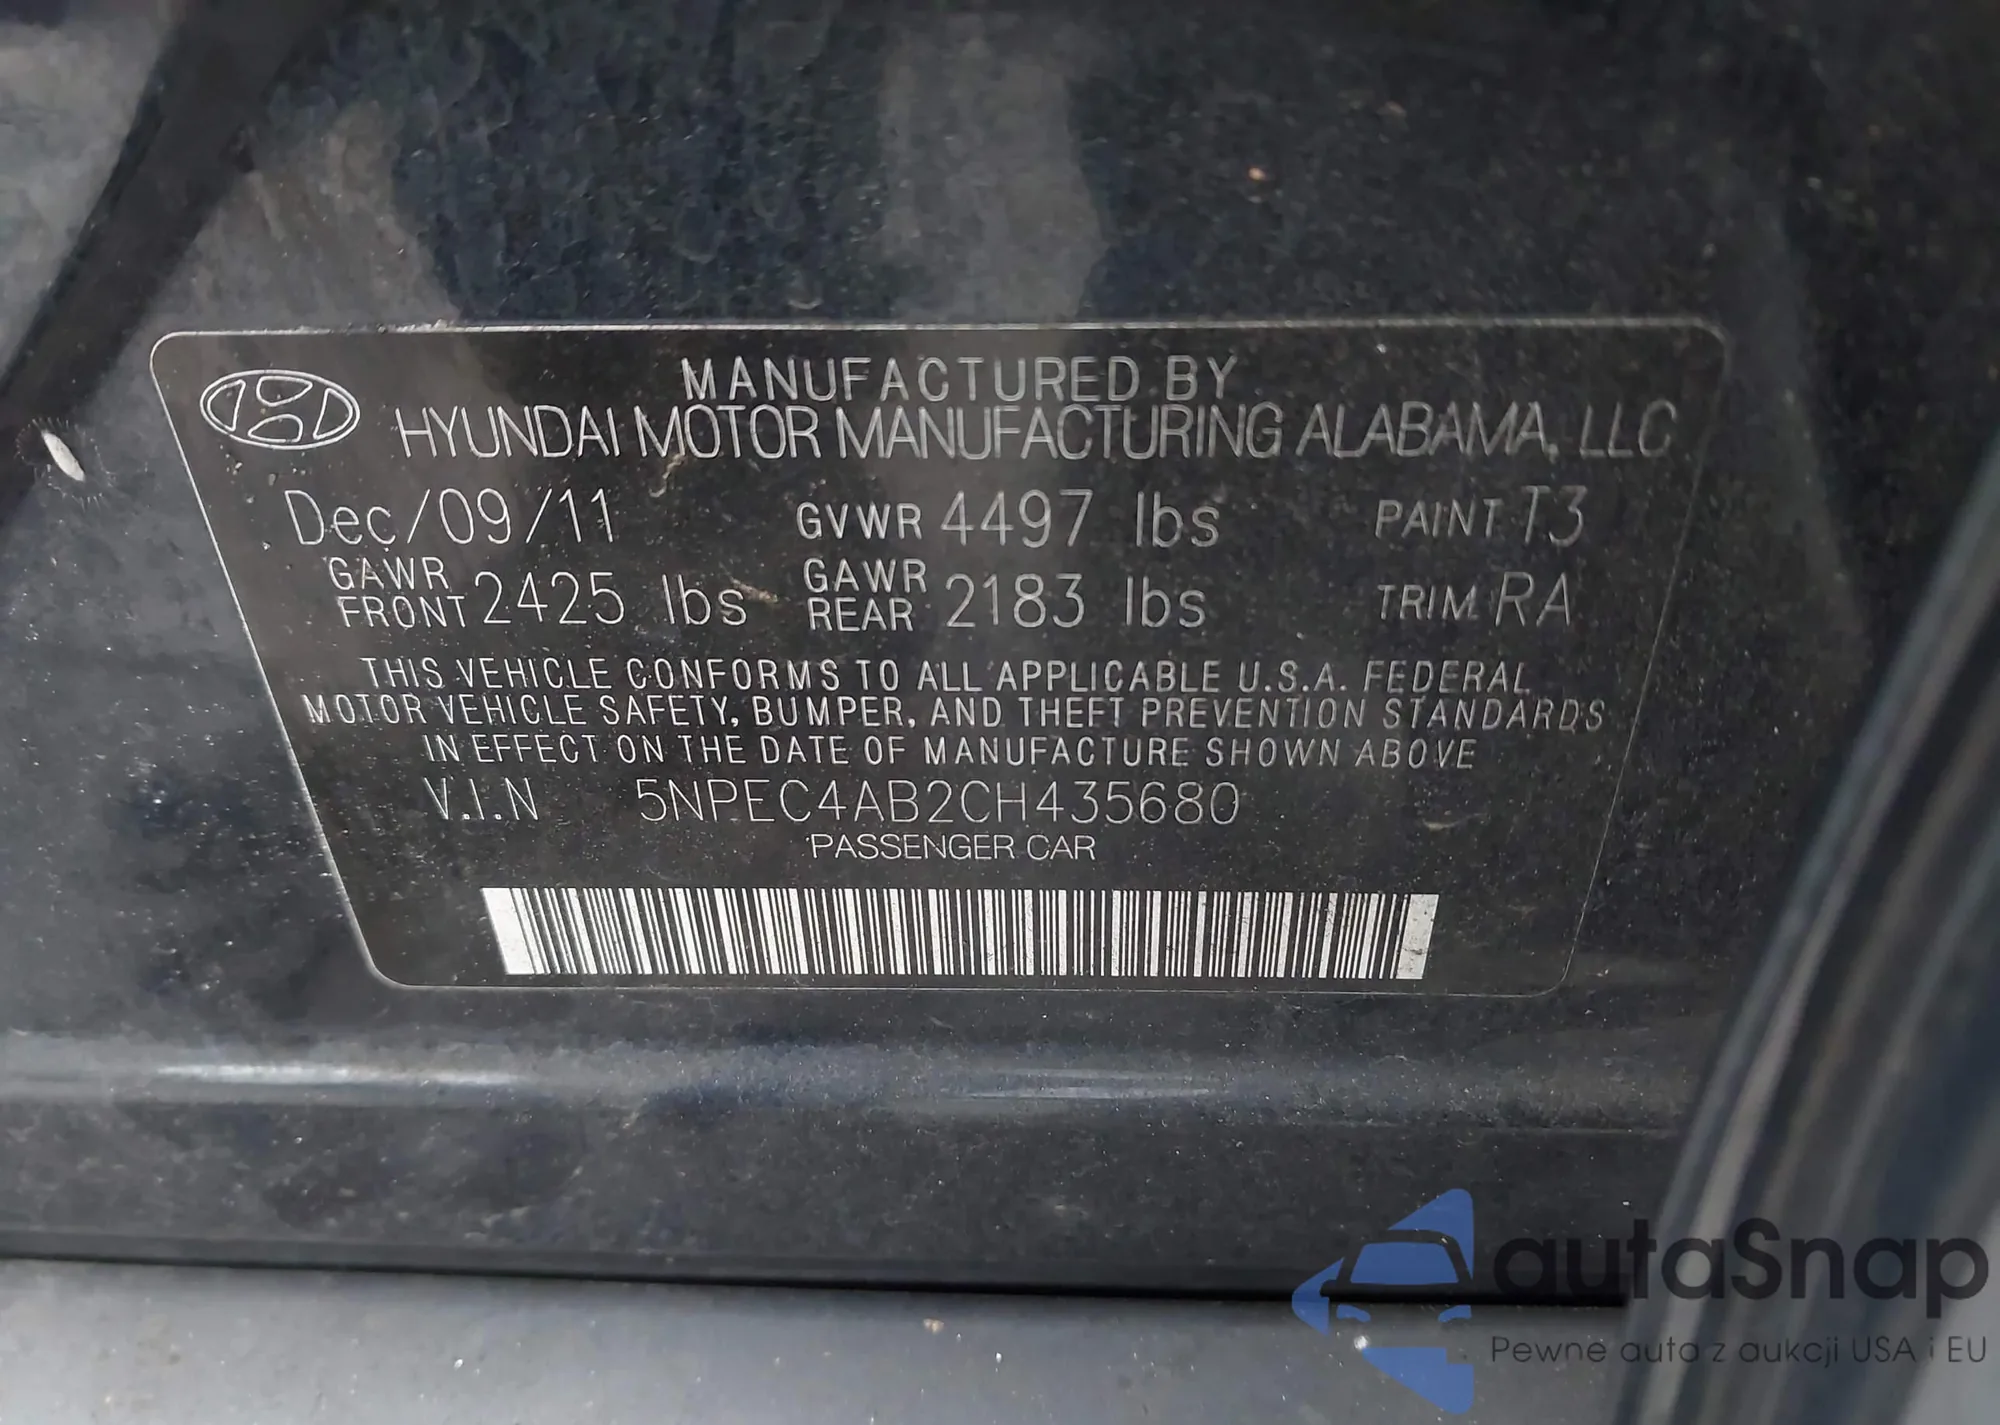 MANUFACTURED BY
HYUNDAI MOTOR MANUFACTURING ALABAMA, LLC
Dec/09/11 GVWR 4497 lbs PAINT T3
GAWR FRONT 2425 lbs GAWR REAR 2183 lbs TRIM RA
THIS VEHICLE CONFORMS TO ALL APPLICABLE U.S.A. FEDERAL
MOTOR VEHICLE SAFETY, BUMPER, AND THEFT PREVENTION STANDARDS
IN EFFECT ON THE DATE OF MANUFACTURE SHOWN ABOVE
V.I.N 5NPEC4AB2CH435680
PASSENGER CAR
autaSnap
Pewne auta z aukcji USA i EU